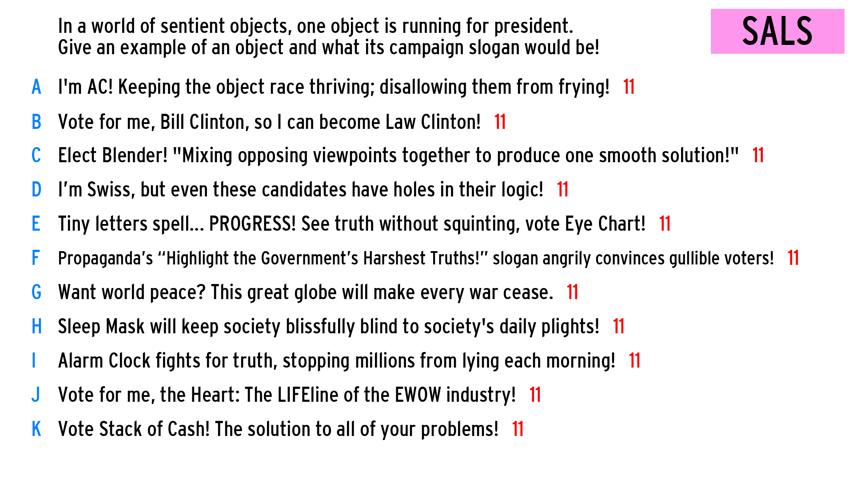 In a world of sentient objects, one object is running for president.
Give an example of an object and what its campaign slogan would be!
SALS
A I'm AC! Keeping the object race thriving; disallowing them from frying! 11
B Vote for me, Bill Clinton, so I can become Law Clinton! 11
C Elect Blender! "Mixing opposing viewpoints together to produce one smooth solution!" 11
D I’m Swiss, but even these candidates have holes in their logic! 11
E Tiny letters spell... PROGRESS! See truth without squinting, vote Eye Chart! 11
F Propaganda’s “Highlight the Government’s Harshest Truths!” slogan angrily convinces gullible voters! 11
G Want world peace? This great globe will make every war cease. 11
H Sleep Mask will keep society blissfully blind to society's daily plights! 11
I Alarm Clock fights for truth, stopping millions from lying each morning! 11
J Vote for me, the Heart: The LIFEline of the EWOW industry! 11
K Vote Stack of Cash! The solution to all of your problems! 11